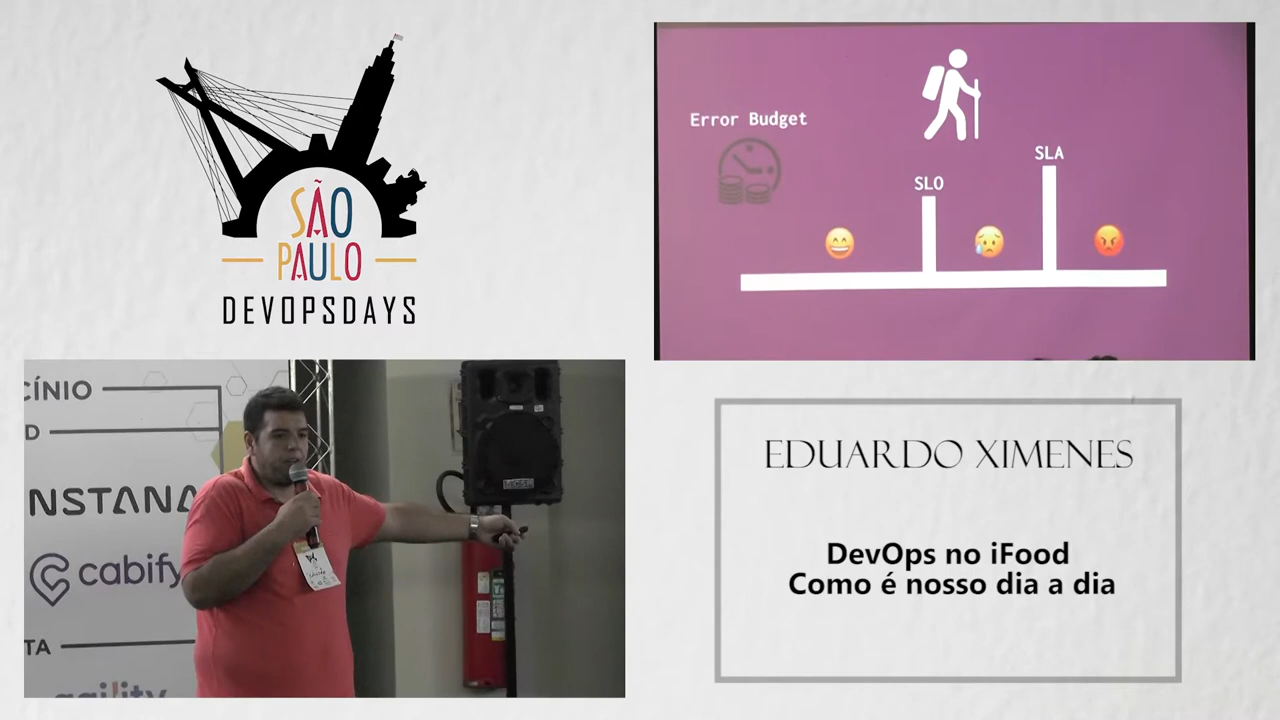 SÃO
PAULO
DEVOPSDAYS
Error Budget
SLO
SLA
CÍNIO
D
NSTANA
cabify
TA
agility
EDUARDO XIMENES
DevOps no iFood
Como é nosso dia a dia